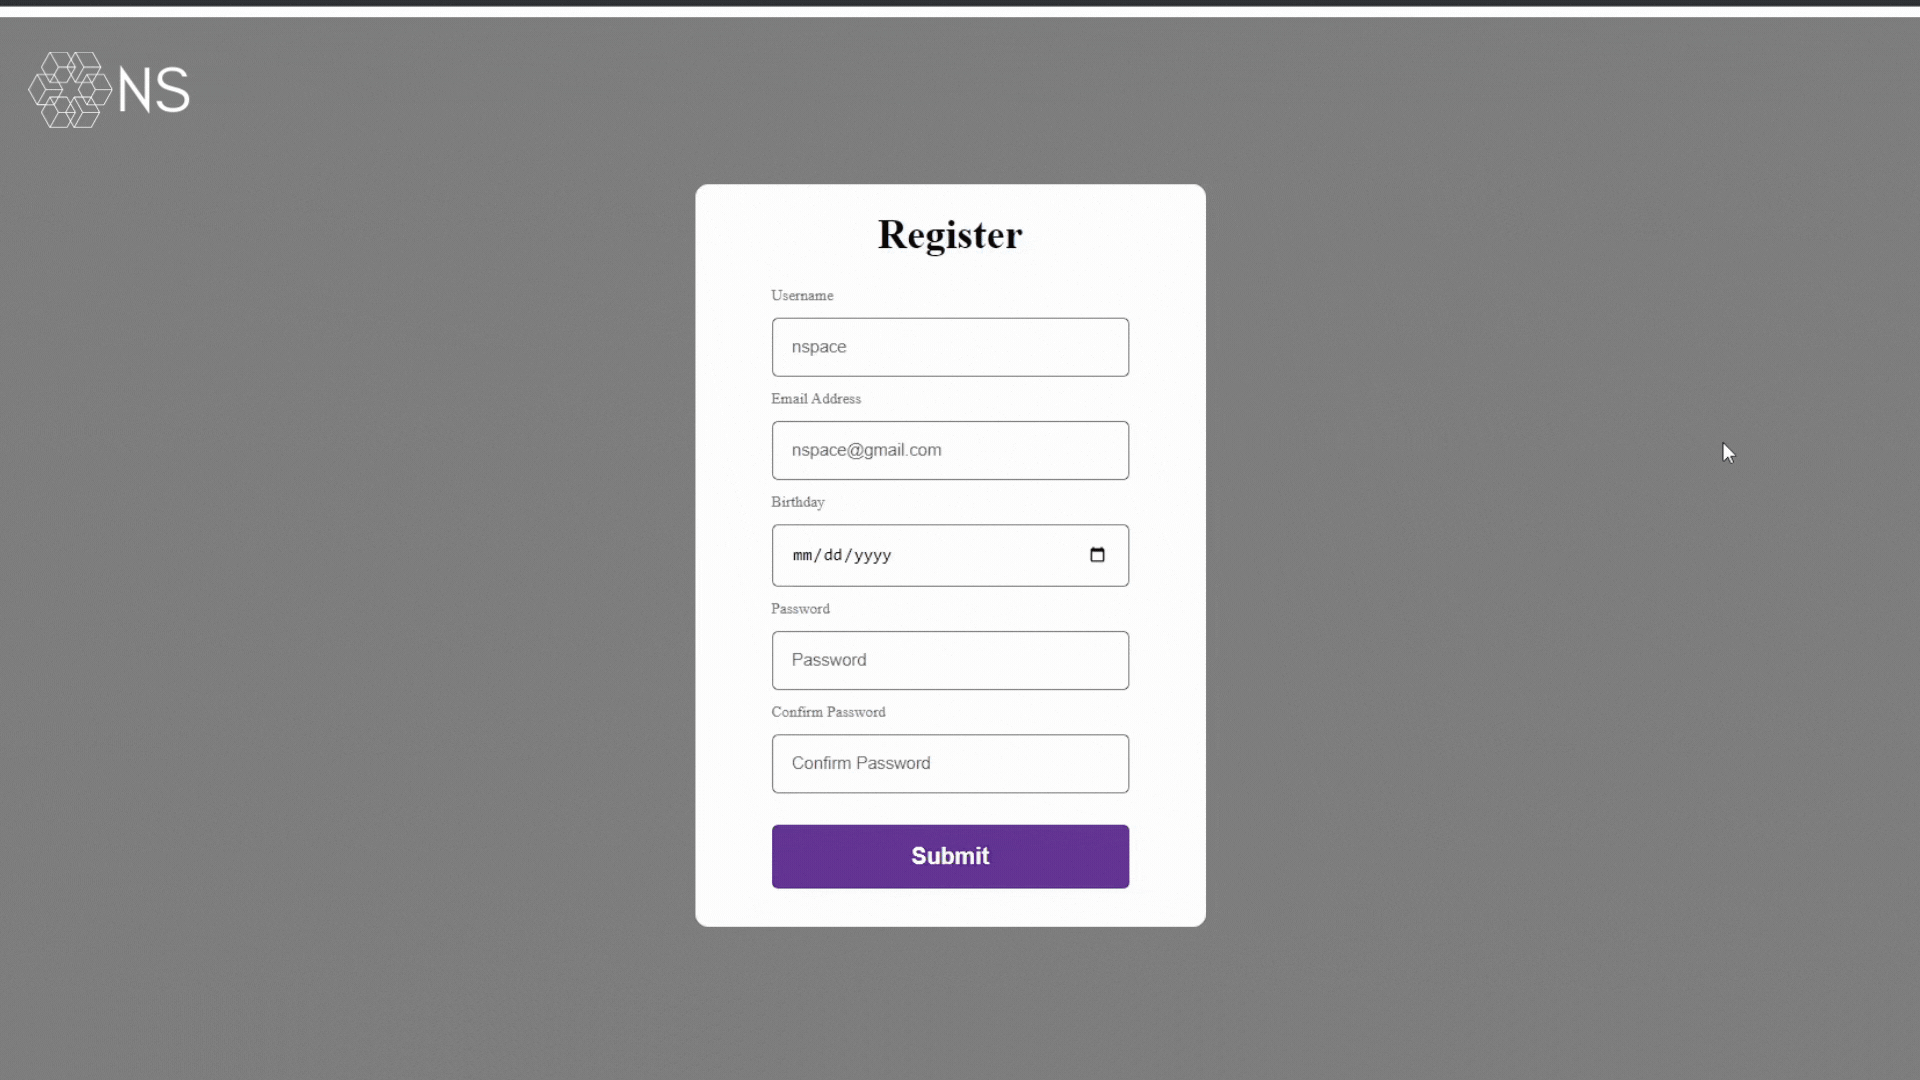 NS
Register
Username
nspace
Email Address
nspace@gmail.com
Birthday
mm/dd/yyyy
Password
Password
Confirm Password
Confirm Password
Submit